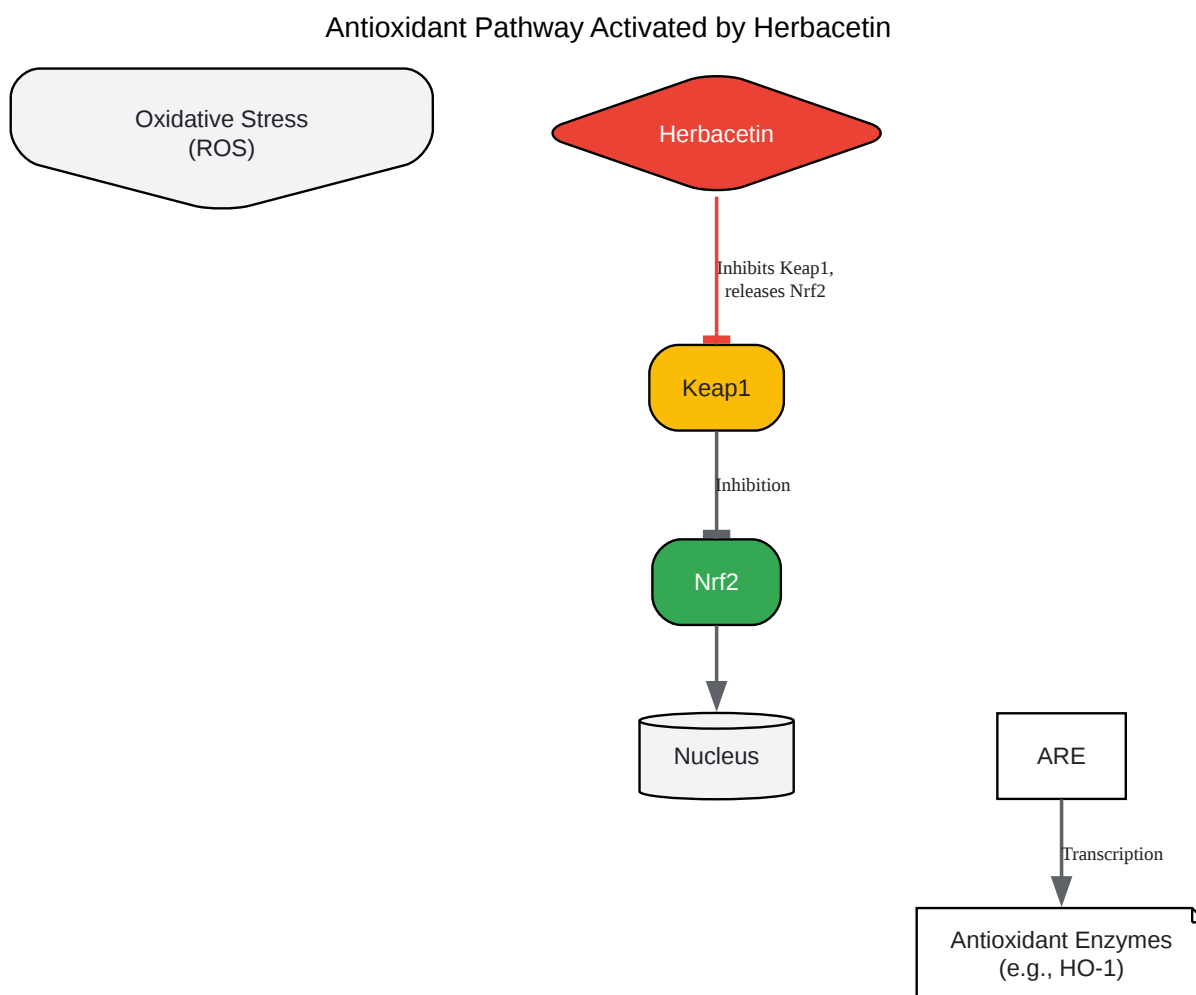 Antioxidant Pathway Activated by Herbacetin
Oxidative Stress
(ROS)
Herbacetin
Inhibits Keap1,
releases Nrf2
Keap1
Inhibition
Nrf2
Nucleus
ARE
Transcription
Antioxidant Enzymes
(e.g., HO-1)